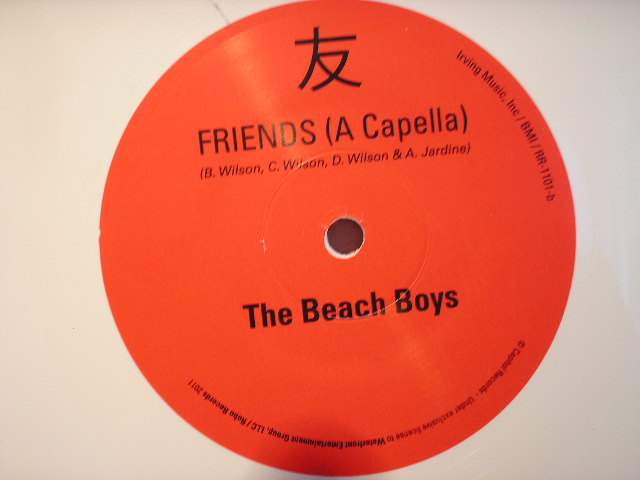 友
FRIENDS (A Capella)
(B. Wilson, C. Wilson, D. Wilson & A. Jardine)
Irving Music, Inc / BMI / RR-1101-b
The Beach Boys
© Capitol Records - Under exclusive license to Waterfront Entertainment Group, LLC / Robo Records 2011